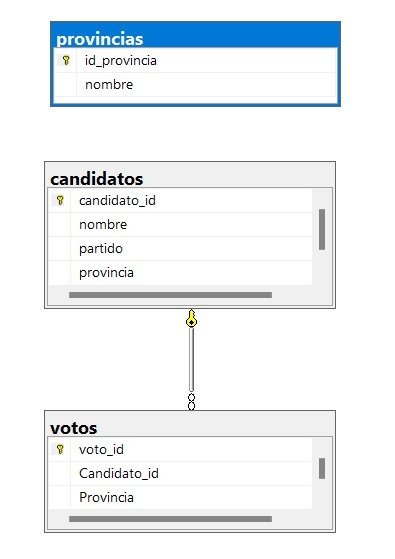 provincias
id_provincia
nombre
candidatos
candidato_id
nombre
partido
provincia
votos
voto_id
Candidato_id
Provincia